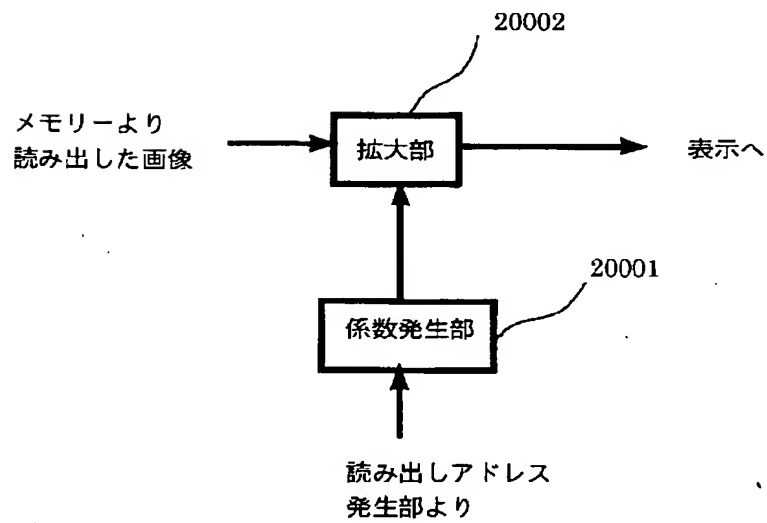 20002
メモリーより
読み出した画像
拡大部
表示へ
20001
係数発生部
読み出しアドレス
発生部より